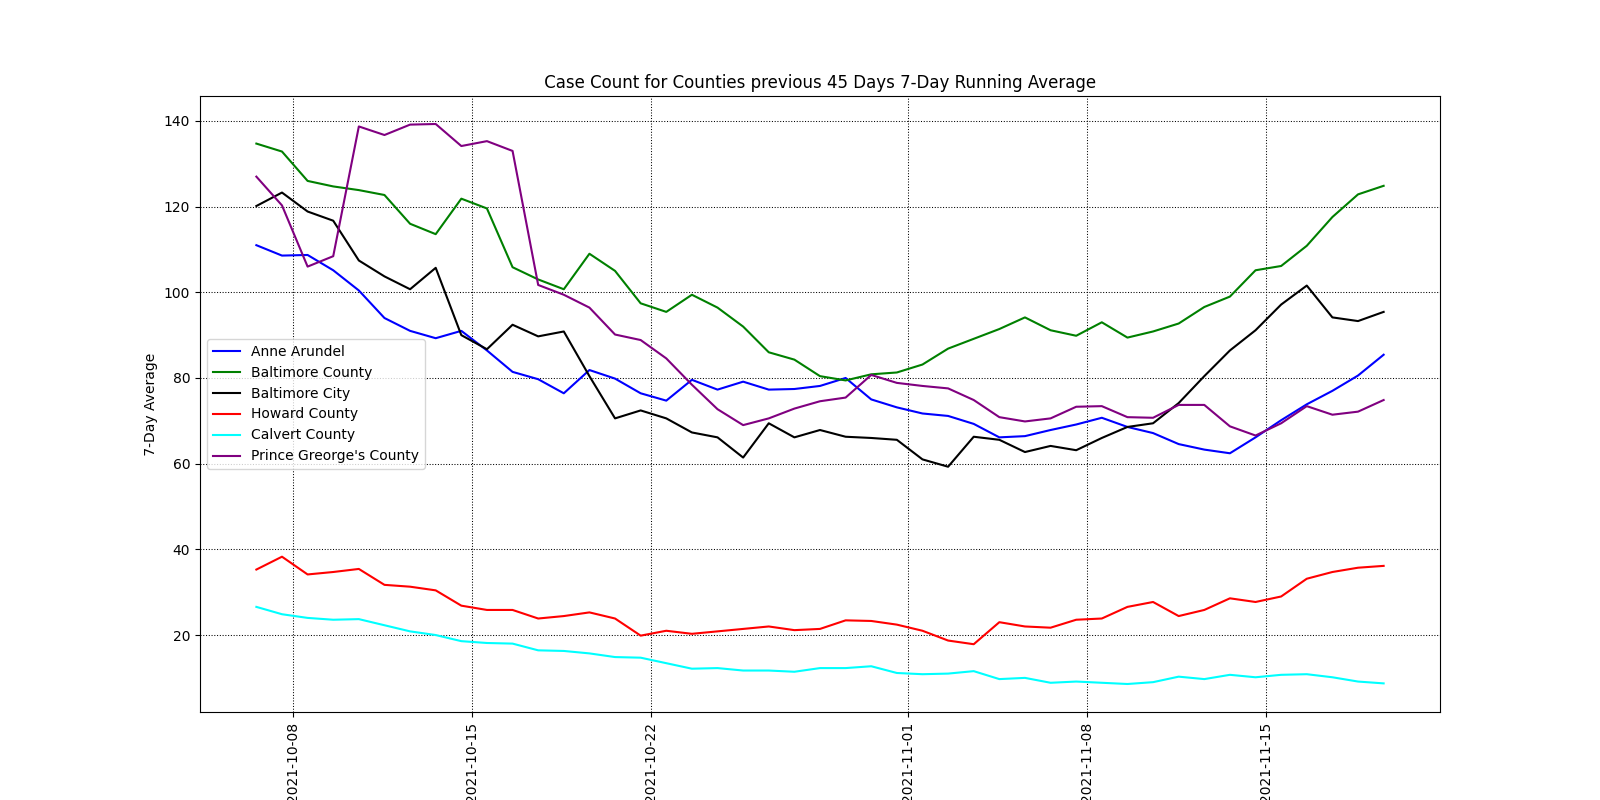 Case Count for Counties previous 45 Days 7-Day Running Average
140
120
100
80
60
40
20
7-Day Average
Anne Arundel
Baltimore County
Baltimore City
Howard County
Calvert County
Prince Greorge's County
2021-10-08
2021-10-15
2021-10-22
2021-11-01
2021-11-08
2021-11-15